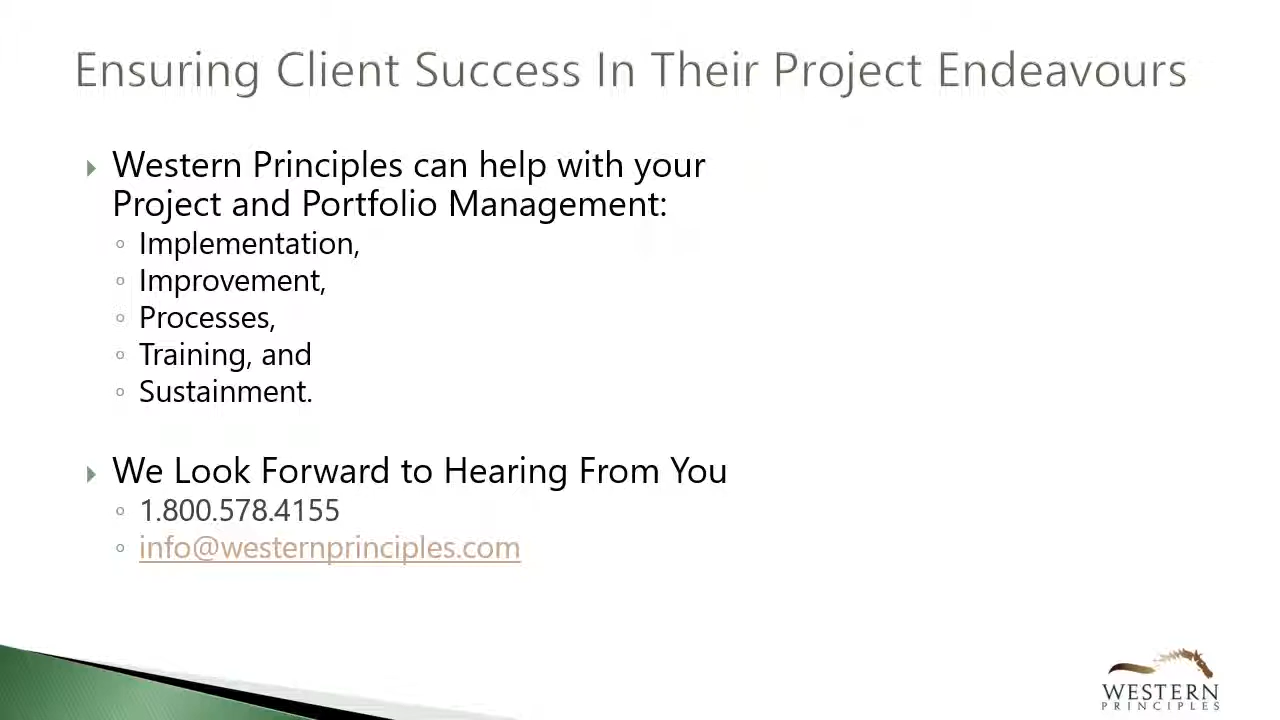 Ensuring Client Success In Their Project Endeavours
Western Principles can help with your
Project and Portfolio Management:
Implementation,
Improvement,
Processes,
Training, and
Sustainment.
We Look Forward to Hearing From You
1.800.578.4155
info@westernprinciples.com
WESTERN
PRINCIPLES